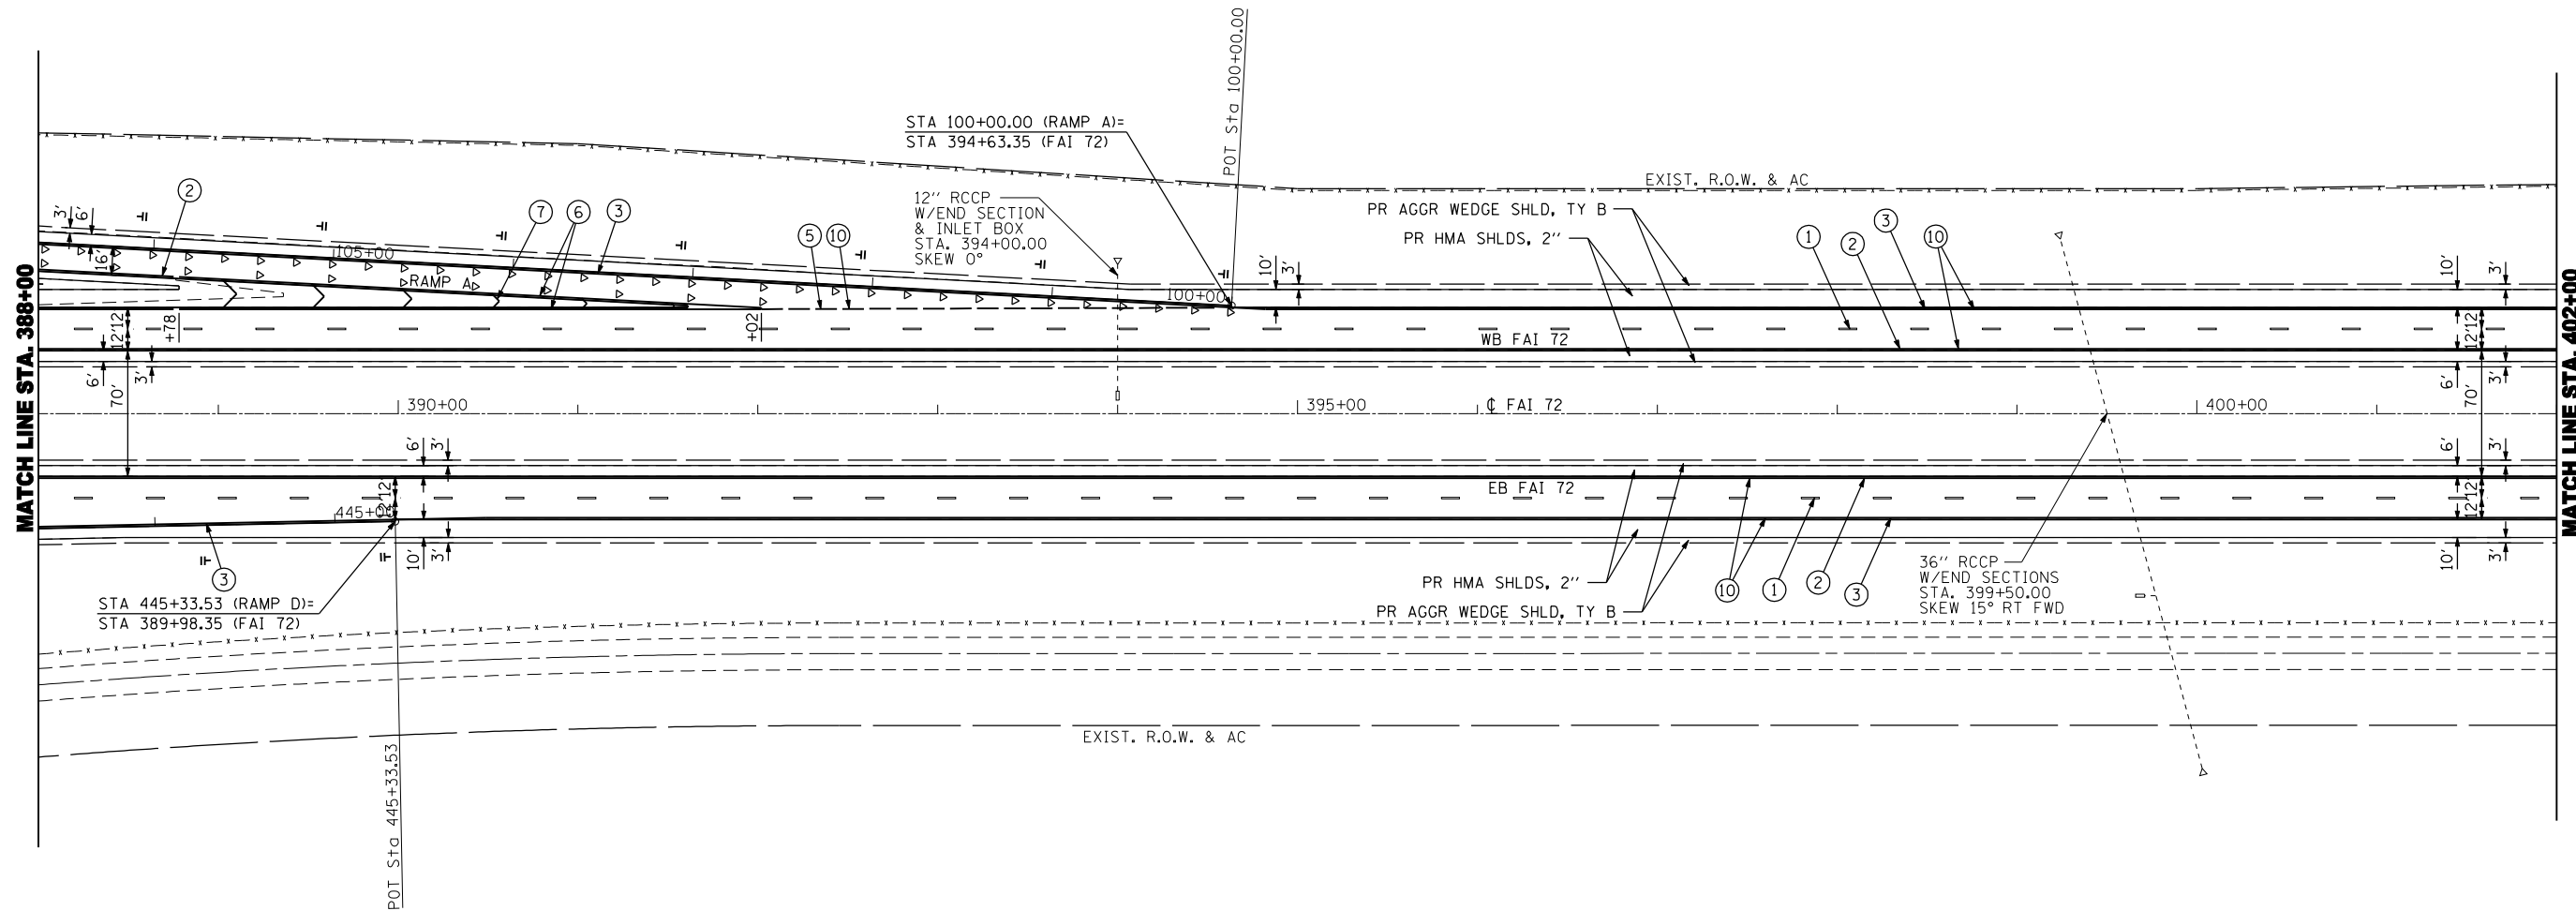 POT Sta 100+00.00
STA 100+00.00 (RAMP A)=
STA 394+63.35 (FAI 72)
EXIST. R.O.W. & AC
2
7
6
3
12" RCCP
W/END SECTION
& INLET BOX
STA. 394+00.00
SKEW 0°
PR AGGR WEDGE SHLD, TY B
PR HMA SHLDS, 2"
5
10
1
2
3
10
3'
6'
16'
105+00
RAMP A
100+00
10'
3'
10'
3'
MATCH LINE STA. 388+00
MATCH LINE STA. 402+00
12'
12'
+78
+02
WB FAI 72
12'
12'
6'
3'
70'
6'
3'
70'
390+00
395+00
℄ FAI 72
400+00
6'
3'
6'
3'
12'
12'
EB FAI 72
12'
12'
445+00
10'
3'
10'
3'
3
STA 445+33.53 (RAMP D)=
STA 389+98.35 (FAI 72)
PR HMA SHLDS, 2"
PR AGGR WEDGE SHLD, TY B
10
1
2
3
36" RCCP
W/END SECTIONS
STA. 399+50.00
SKEW 15° RT FWD
EXIST. R.O.W. & AC
POT Sta 445+33.53